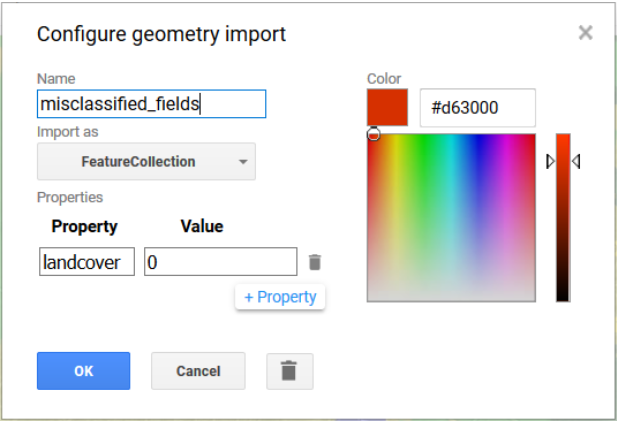 Configure geometry import
Name
misclassified_fields
Import as
FeatureCollection
Properties
Property Value
landcover 0
+ Property
OK Cancel
Color
#d63000